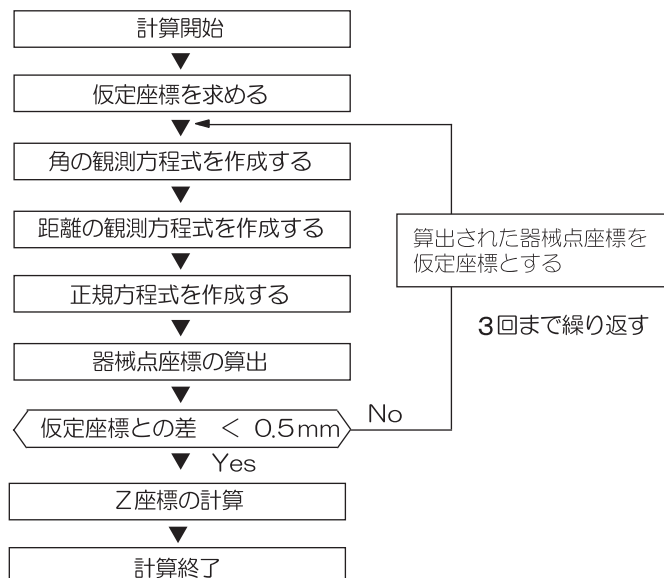 計算開始
仮定座標を求める
角の観測方程式を作成する
距離の観測方程式を作成する
正規方程式を作成する
器械点座標の算出
仮定座標との差 < 0.5mm
No
Yes
算出された器械点座標を
仮定座標とする
3回まで繰り返す
Z座標の計算
計算終了